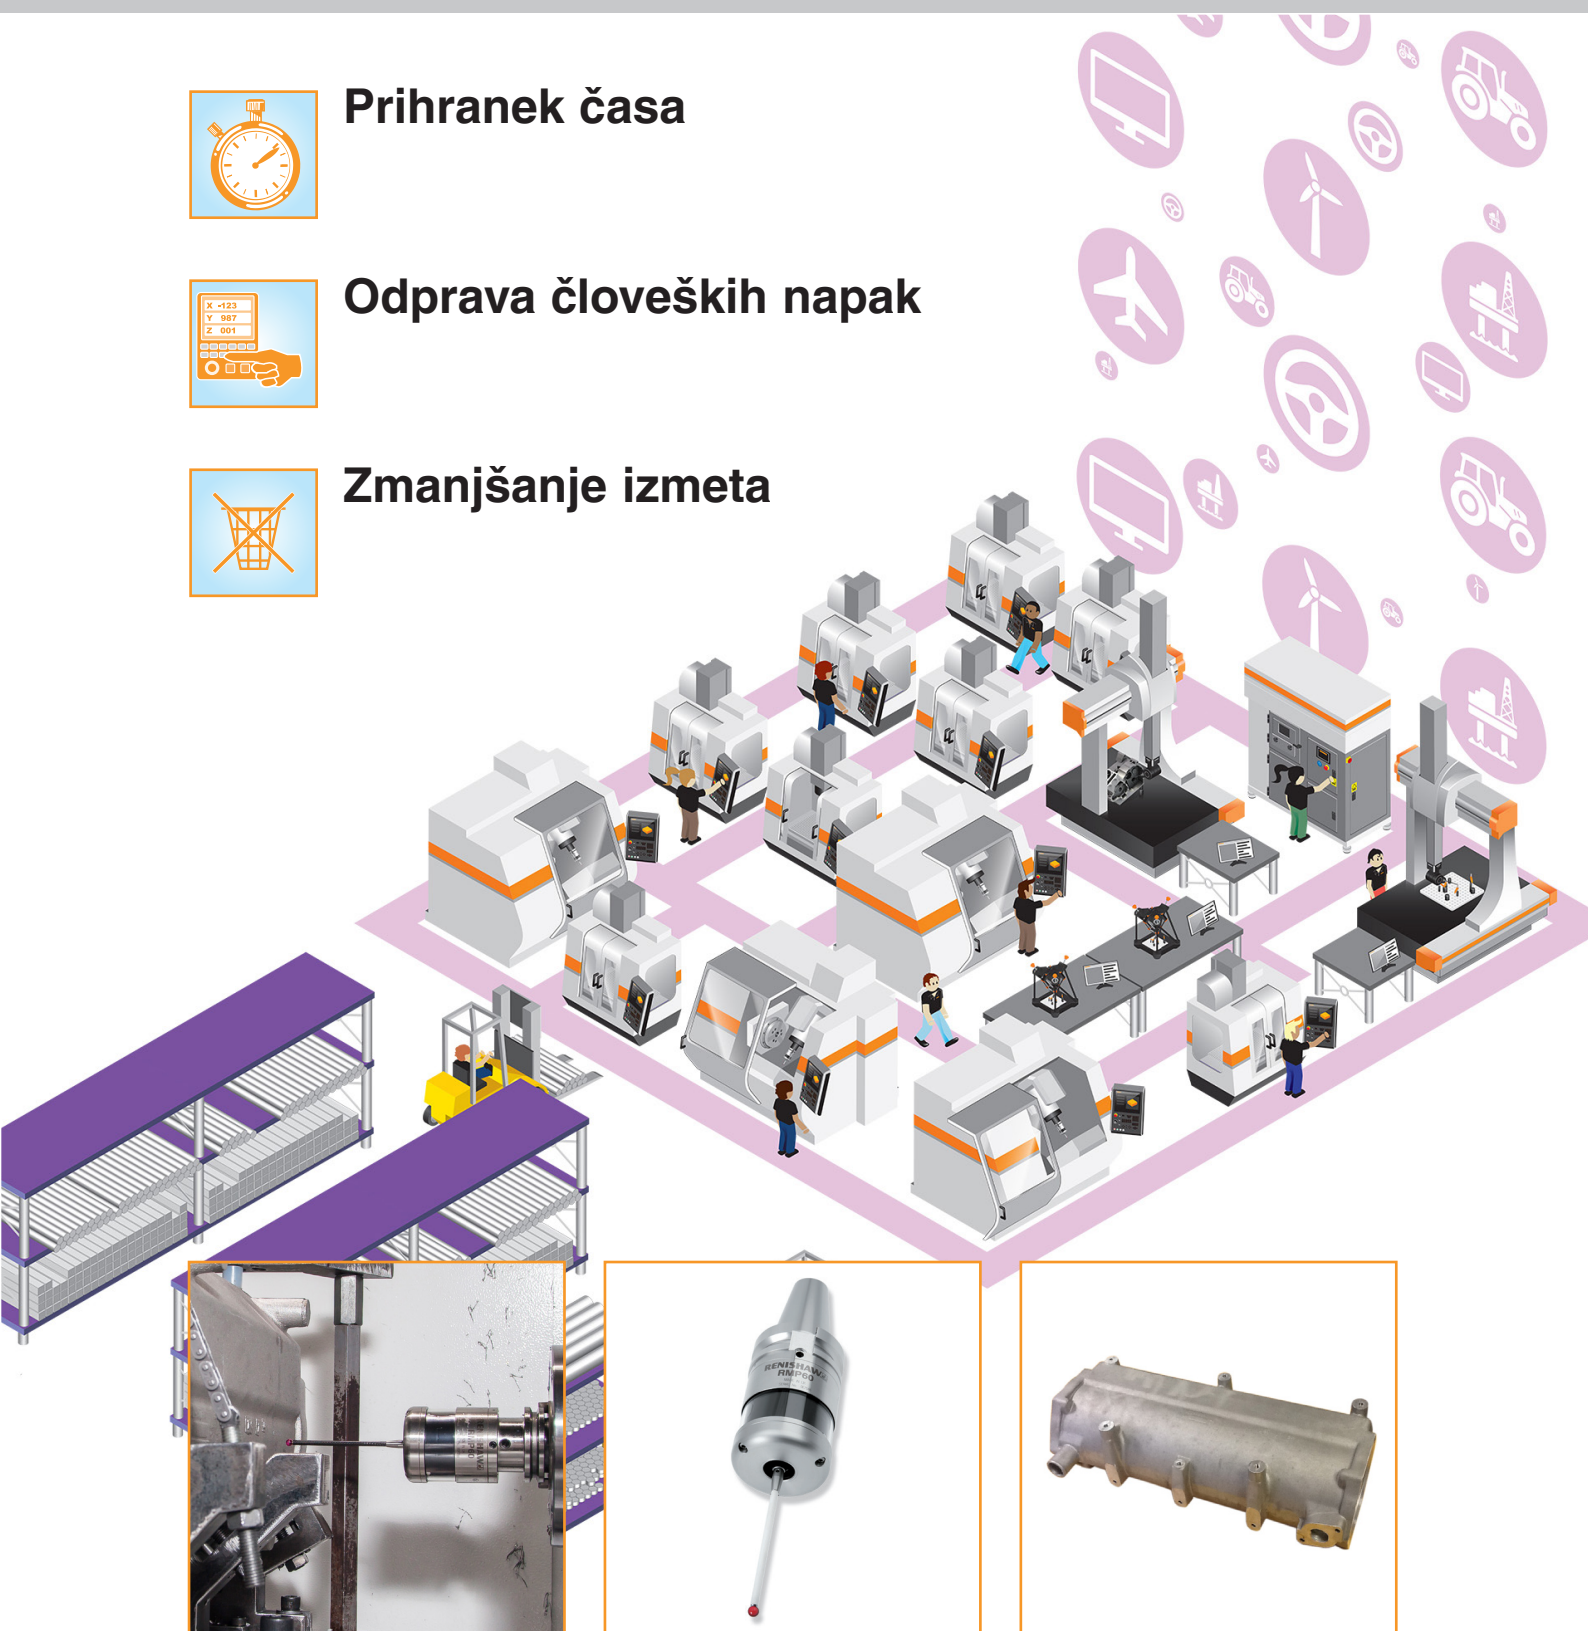 Prihranek časa
X -123
Y 987
Z 001
Odprava človeških napak
Zmanjšanje izmeta
RENISHAW
RMP60